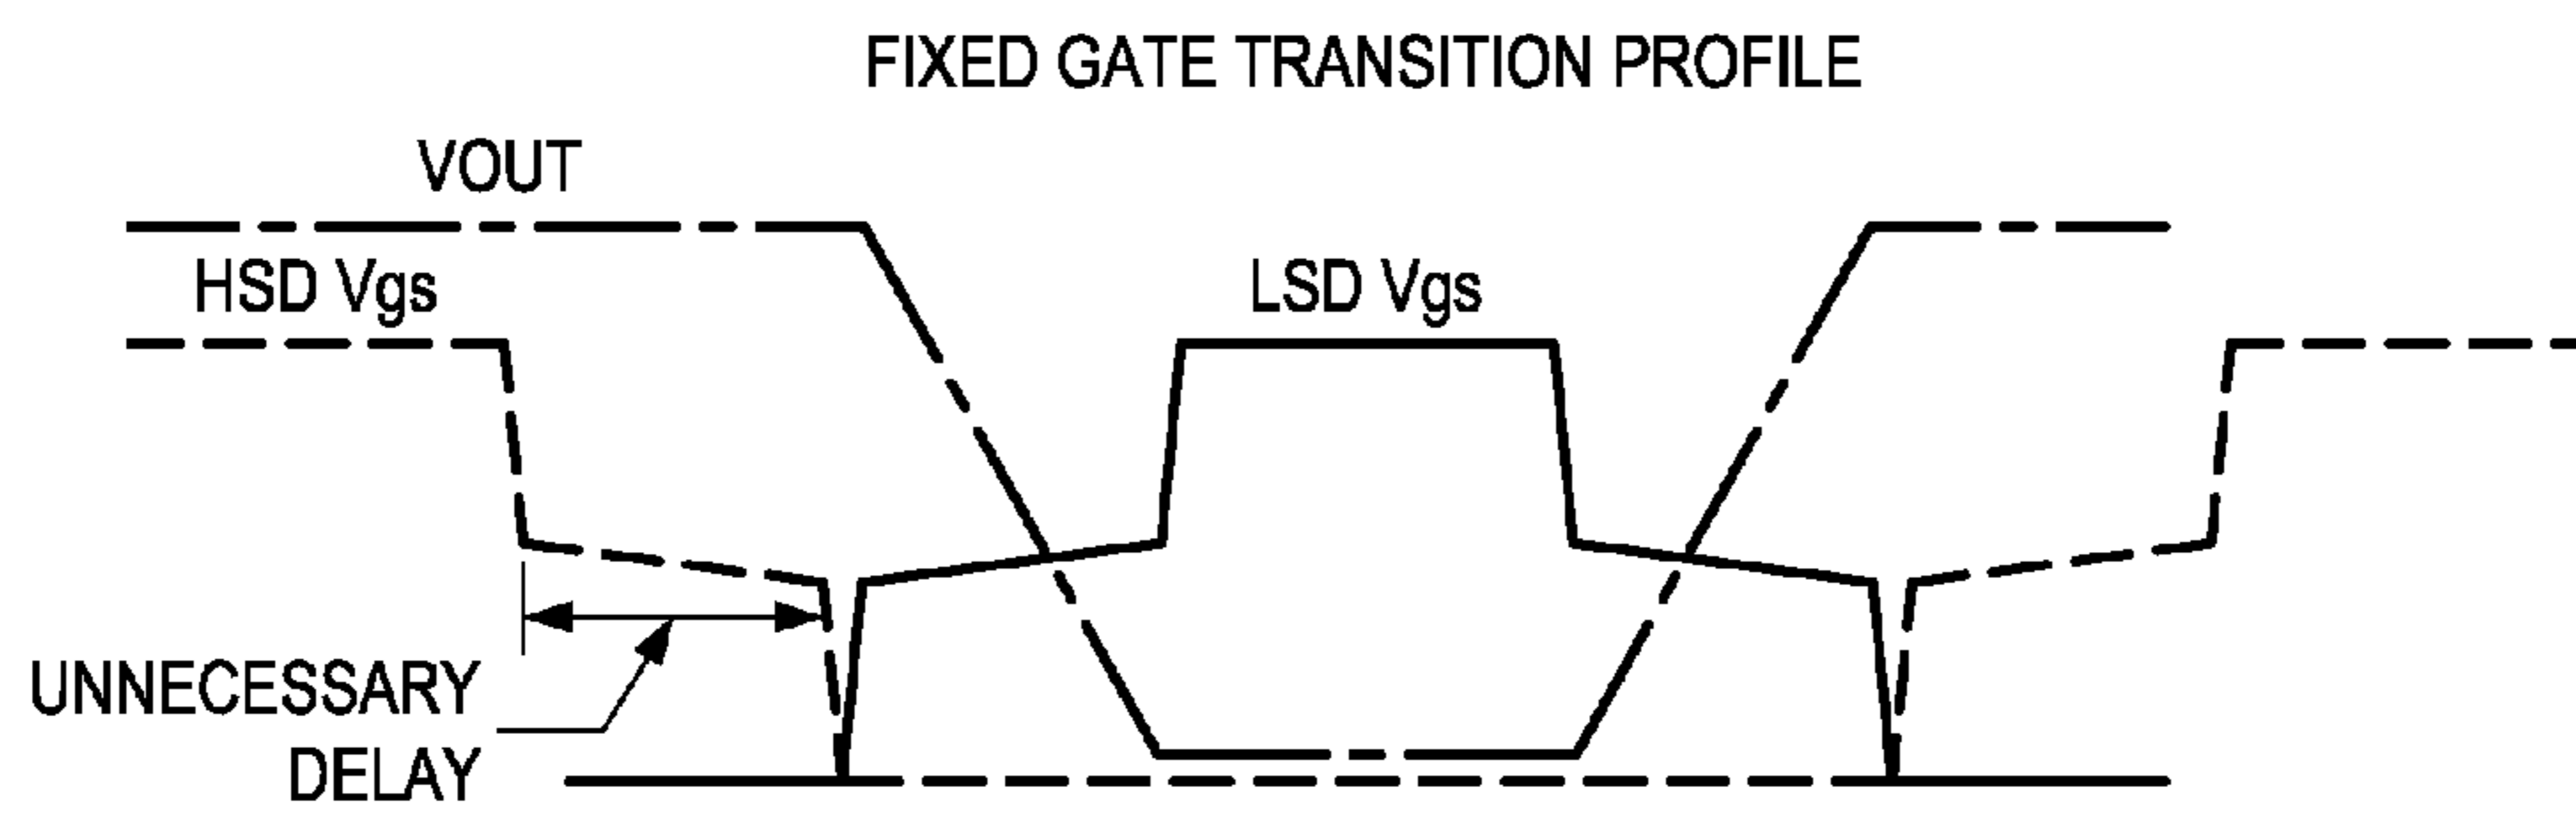 FIXED GATE TRANSITION PROFILE
VOUT
HSD Vgs
LSD Vgs
UNNECESSARY
DELAY